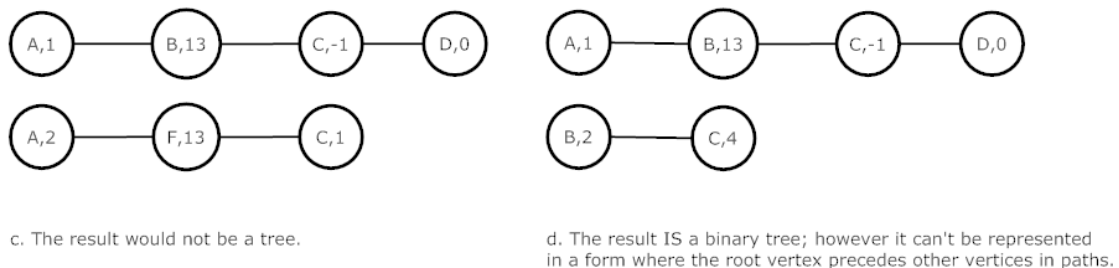 A,1 B,13 C,-1 D,0 A,1 B,13 C,-1 D,0
A,2 F,13 C,1 B,2 C,4
c. The result would not be a tree.
d. The result IS a binary tree; however it can't be represented
in a form where the root vertex precedes other vertices in paths.